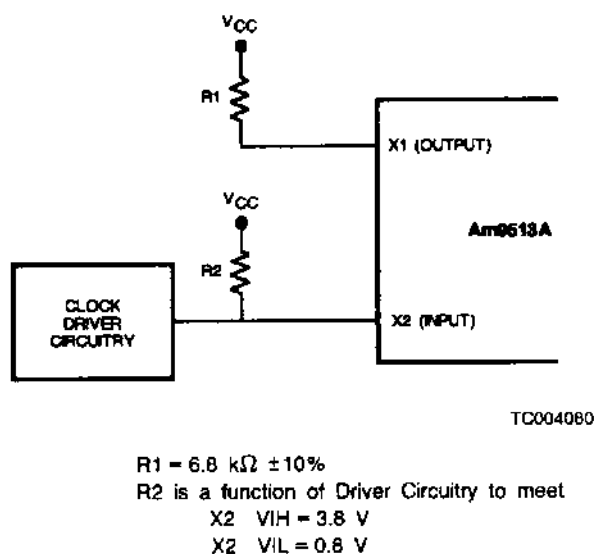 VCC
R1
X1 (OUTPUT)
VCC
Am9513A
R2
CLOCK
DRIVER
CIRCUITRY
X2 (INPUT)
TC004080
R1 = 6.8 kΩ ±10%
R2 is a function of Driver Circuitry to meet
X2 VIH = 3.8 V
X2 VIL = 0.8 V